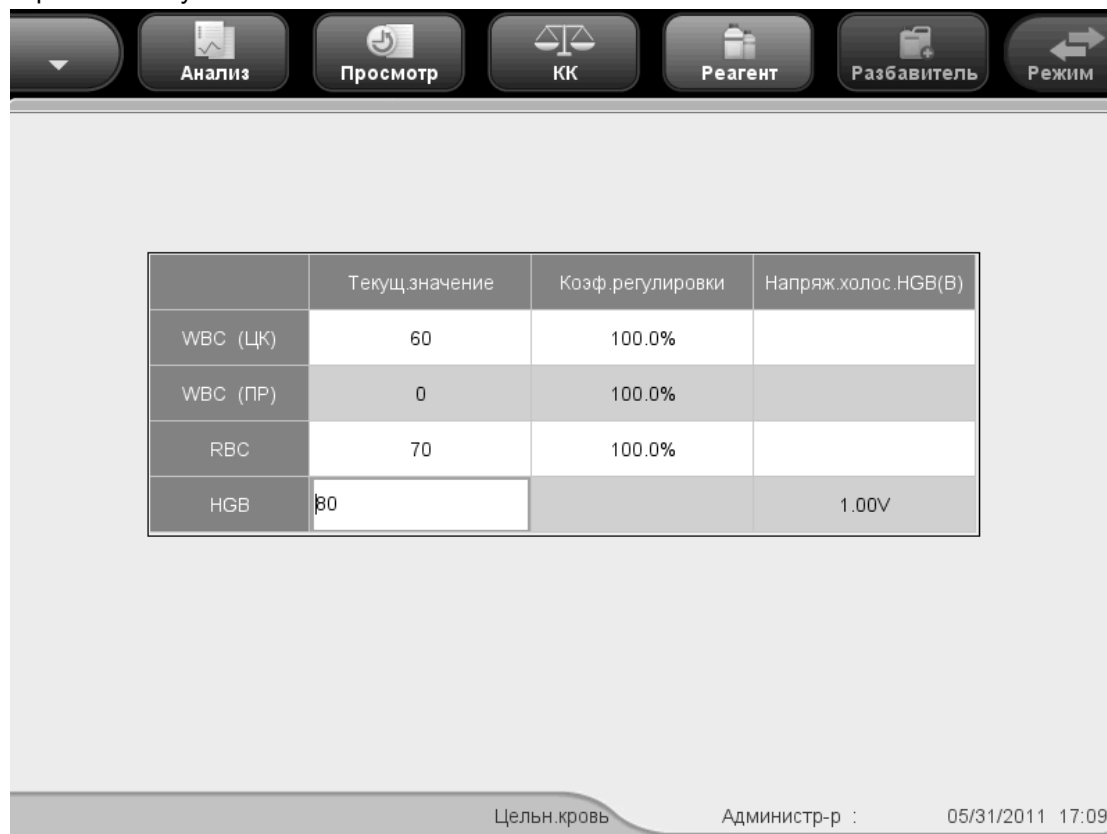 Анализ Просмотр КК Реагент Разбавитель Режим
Текущ.значение Коэф.регулировки Напряж.холос.HGB(В)
WBC (ЦК) 60 100.0%
WBC (ПР) 0 100.0%
RBC 70 100.0%
HGB 80 1.00V
Цельн.кровь Администр-р : 05/31/2011 17:09